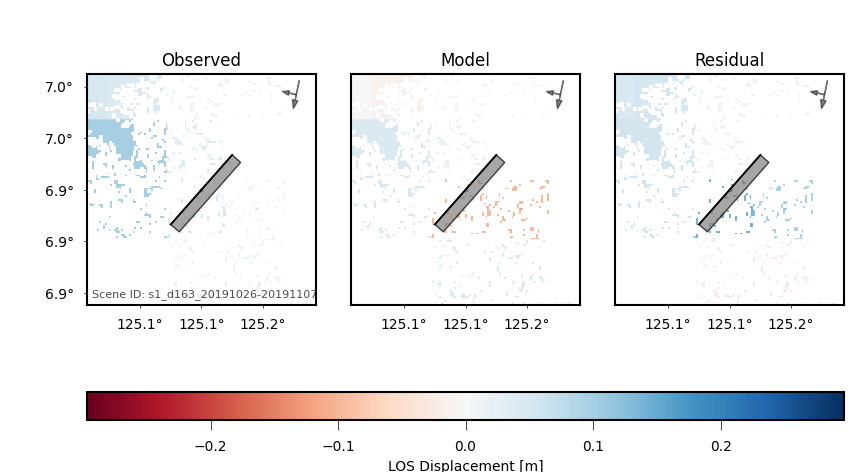 Observed Model Residual
7.0°
7.0°
6.9°
6.9°
6.9°
Scene ID: s1_d163_20191026-20191107
125.1° 125.1° 125.2° 125.1° 125.1° 125.2° 125.1° 125.1° 125.2°
−0.2 −0.1 0.0 0.1 0.2
LOS Displacement [m]